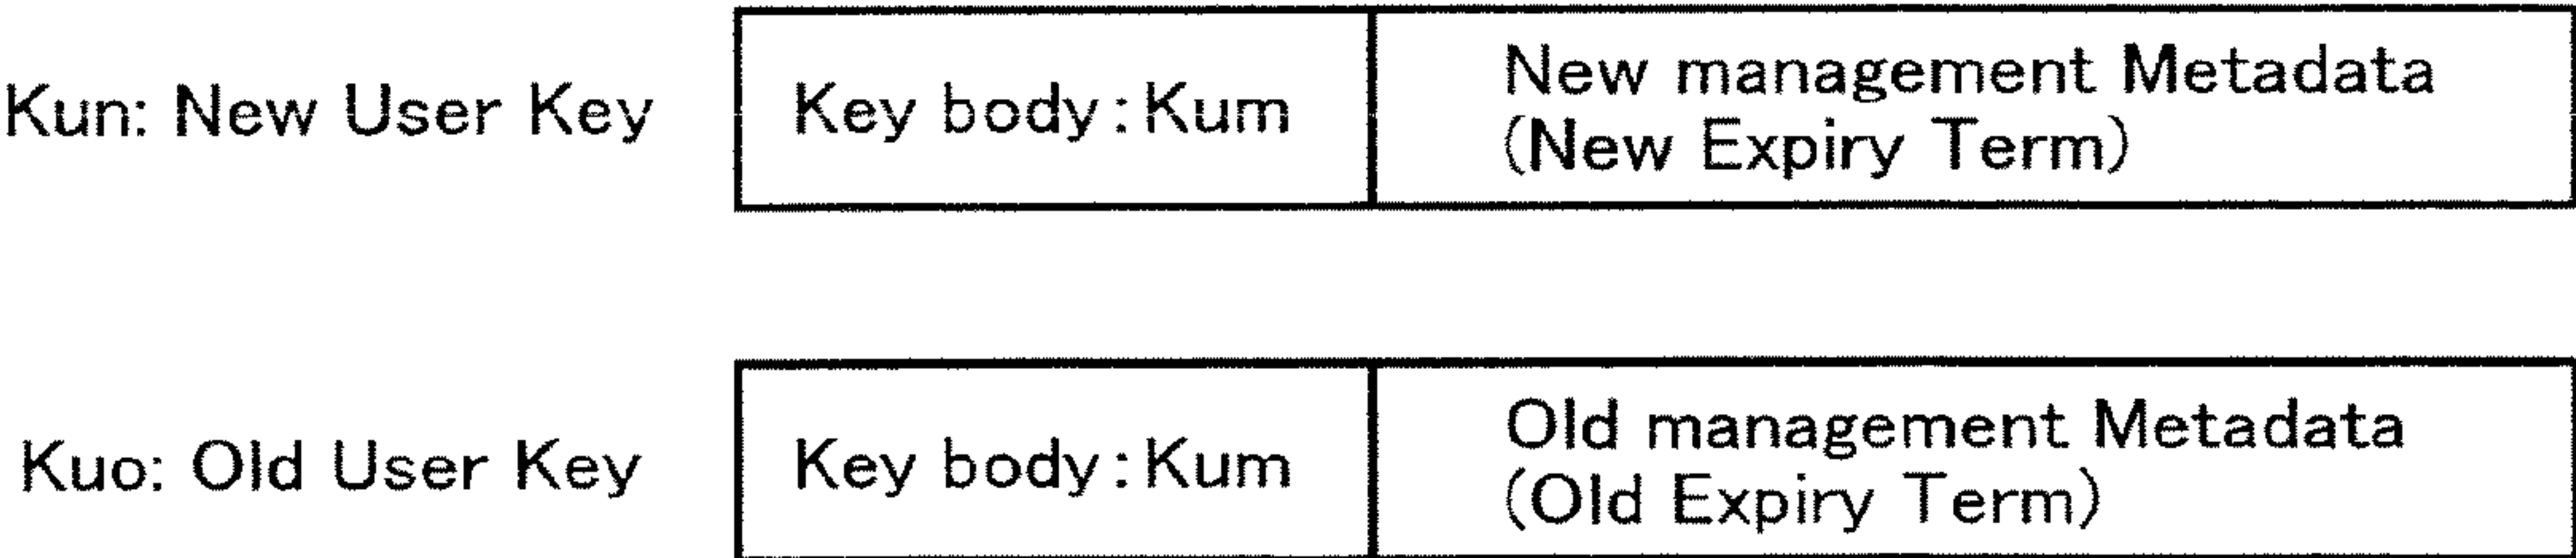 Kun: New User Key
Key body:Kum
New management Metadata
(New Expiry Term)
Kuo: Old User Key
Key body:Kum
Old management Metadata
(Old Expiry Term)